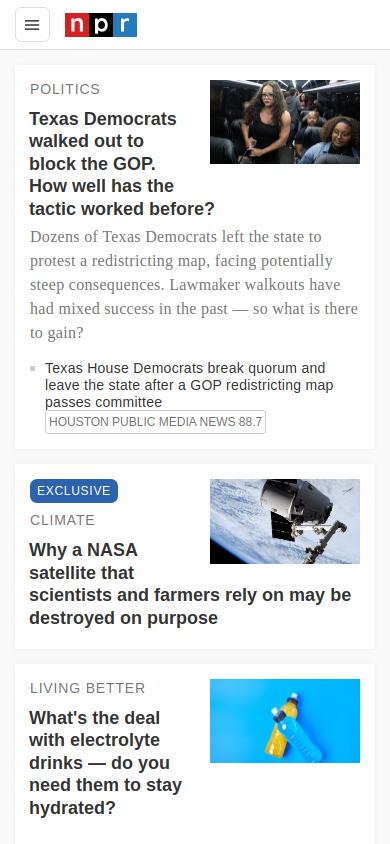 npr
POLITICS
Texas Democrats
walked out to
block the GOP.
How well has the
tactic worked before?
Dozens of Texas Democrats left the state to
protest a redistricting map, facing potentially
steep consequences. Lawmaker walkouts have
had mixed success in the past — so what is there
to gain?
Texas House Democrats break quorum and
leave the state after a GOP redistricting map
passes committee
HOUSTON PUBLIC MEDIA NEWS 88.7
EXCLUSIVE
CLIMATE
Why a NASA
satellite that
scientists and farmers rely on may be
destroyed on purpose
LIVING BETTER
What's the deal
with electrolyte
drinks — do you
need them to stay
hydrated?